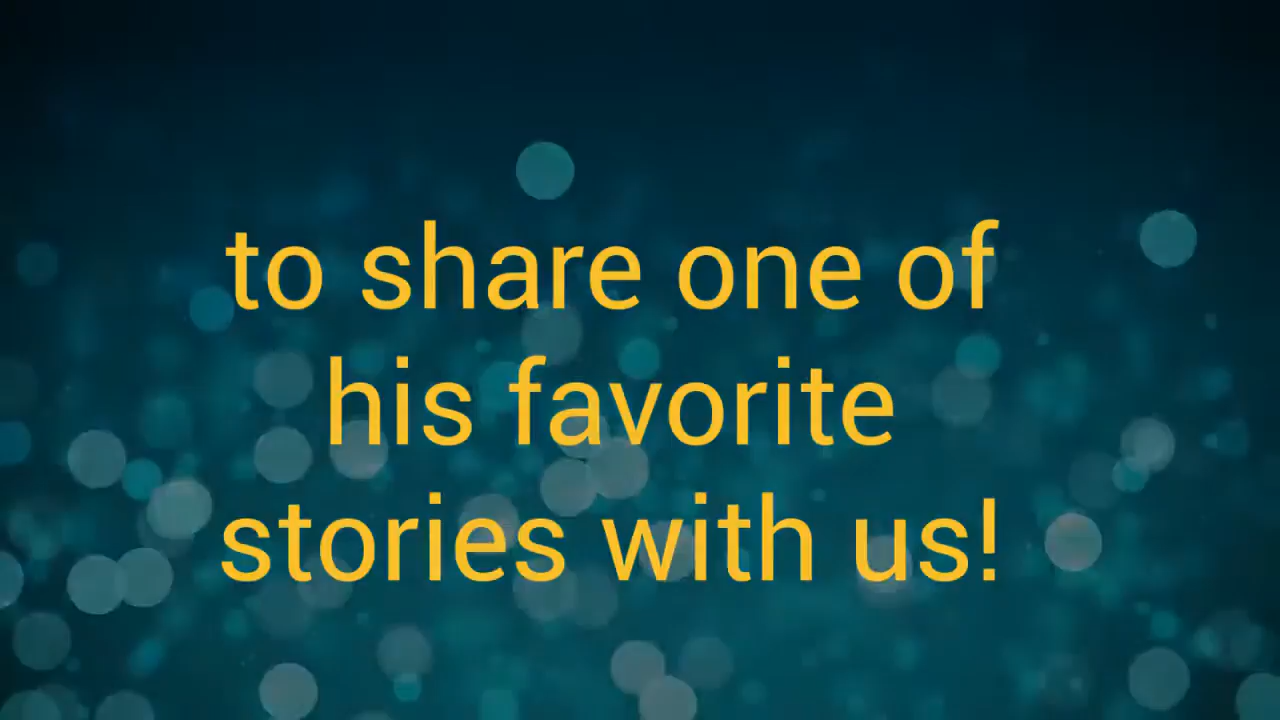 to share one of
his favorite
stories with us!